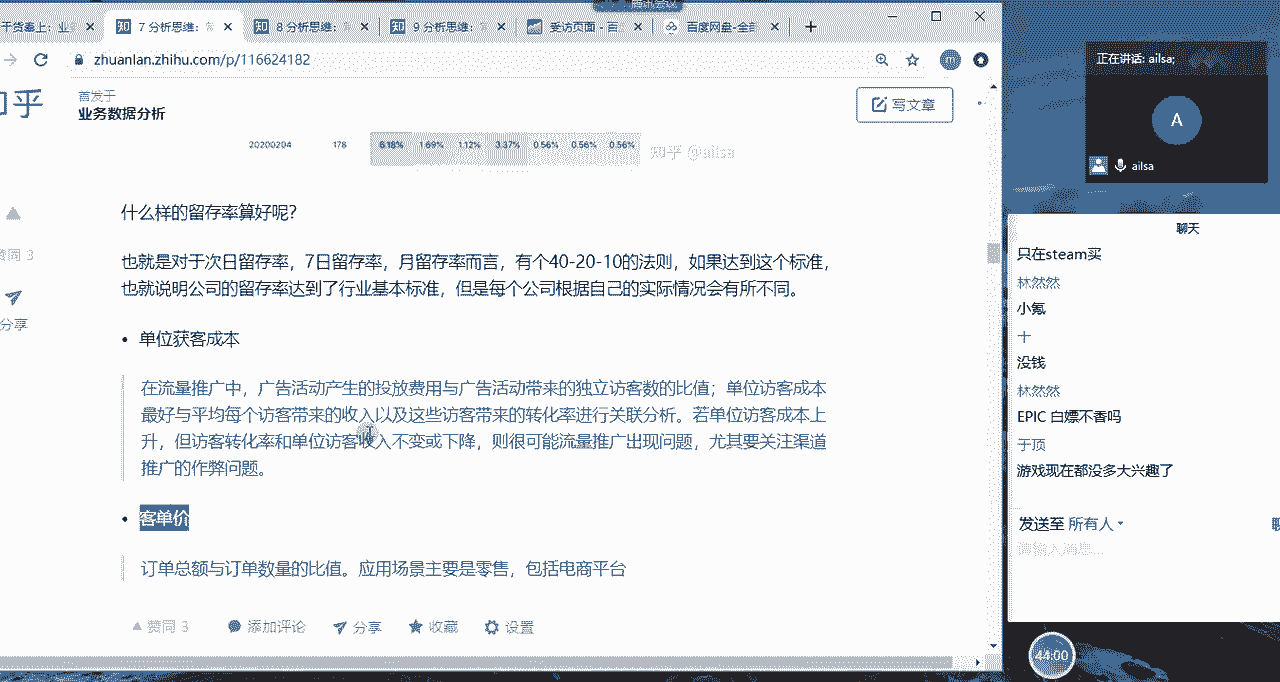 腾讯会议
干货奉上：业
7 分析思维：
8 分析思维：
9 分析思维：
受访页面 - 百
百度网盘-全
zhuanlan.zhihu.com/p/116624182
m
知乎
首发于
业务数据分析
写文章
20200204 178 6.18% 1.69% 1.12% 3.37% 0.56% 0.56% 0.56%
知乎 @ailsa
什么样的留存率算好呢？
也就是对于次日留存率，7日留存率，月留存率而言，有个40-20-10的法则，如果达到这个标准，
也就说明公司的留存率达到了行业基本标准，但是每个公司根据自己的实际情况会有所不同。
• 单位获客成本
在流量推广中，广告活动产生的投放费用与广告活动带来的独立访客数的比值；单位访客成本
最好与平均每个访客带来的收入以及这些访客带来的转化率进行关联分析。若单位访客成本上
升，但访客转化率和单位访客收入不变或下降，则很可能流量推广出现问题，尤其要关注渠道
推广的作弊问题。
• 客单价
订单总额与订单数量的比值。应用场景主要是零售，包括电商平台
赞同 3
添加评论
分享
收藏
设置
赞同 3
分享
正在讲话: ailsa;
A
ailsa
聊天
只在steam买
林然然
小氪
十
没钱
林然然
EPIC 白嫖不香吗
于顶
游戏现在都没多大兴趣了
发送至 所有人
请输入消息...
44:00